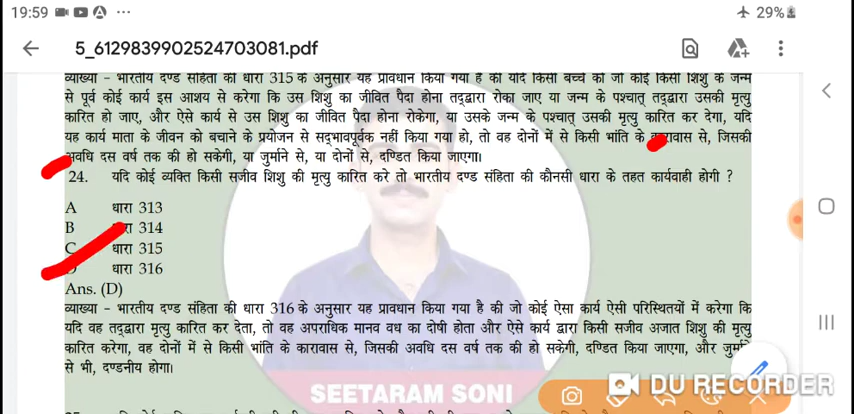 19:59 29%
5_6129839902524703081.pdf
व्याख्या - भारतीय दण्ड संहिता की धारा 315 के अनुसार यह प्रावधान किया गया है की यदि किसी बच्चे की जो कोई किसी शिशु के जन्म
से पूर्व कोई कार्य इस आशय से करेगा कि उस शिशु का जीवित पैदा होना तद्द्वारा रोका जाए या जन्म के पश्चात् तद्द्वारा उसकी मृत्यु
कारित हो जाए, और ऐसे कार्य से उस शिशु का जीवित पैदा होना रोकेगा, या उसके जन्म के पश्चात् उसकी मृत्यु कारित कर देगा, यदि
यह कार्य माता के जीवन को बचाने के प्रयोजन से सद्भावपूर्वक नहीं किया गया हो, तो वह दोनों में से किसी भांति के कारावास से, जिसकी
अवधि दस वर्ष तक की हो सकेगी, या जुर्माने से, या दोनों से, दण्डित किया जाएगा।
24. यदि कोई व्यक्ति किसी सजीव शिशु की मृत्यु कारित करे तो भारतीय दण्ड संहिता की कौनसी धारा के तहत कार्यवाही होगी ?
A धारा 313
B धारा 314
C धारा 315
D धारा 316
Ans. (D)
व्याख्या - भारतीय दण्ड संहिता की धारा 316 के अनुसार यह प्रावधान किया गया है की जो कोई ऐसा कार्य ऐसी परिस्थितयों में करेगा कि
यदि वह तद्द्वारा मृत्यु कारित कर देता, तो वह अपराधिक मानव वध का दोषी होता और ऐसे कार्य द्वारा किसी सजीव अजात शिशु की मृत्यु
कारित करेगा, वह दोनों में से किसी भांति के कारावास से, जिसकी अवधि दस वर्ष तक की हो सकेगी, दण्डित किया जाएगा, और जुर्माने
से भी, दण्डनीय होगा।
SEETARAM SONI
DU RECORDER